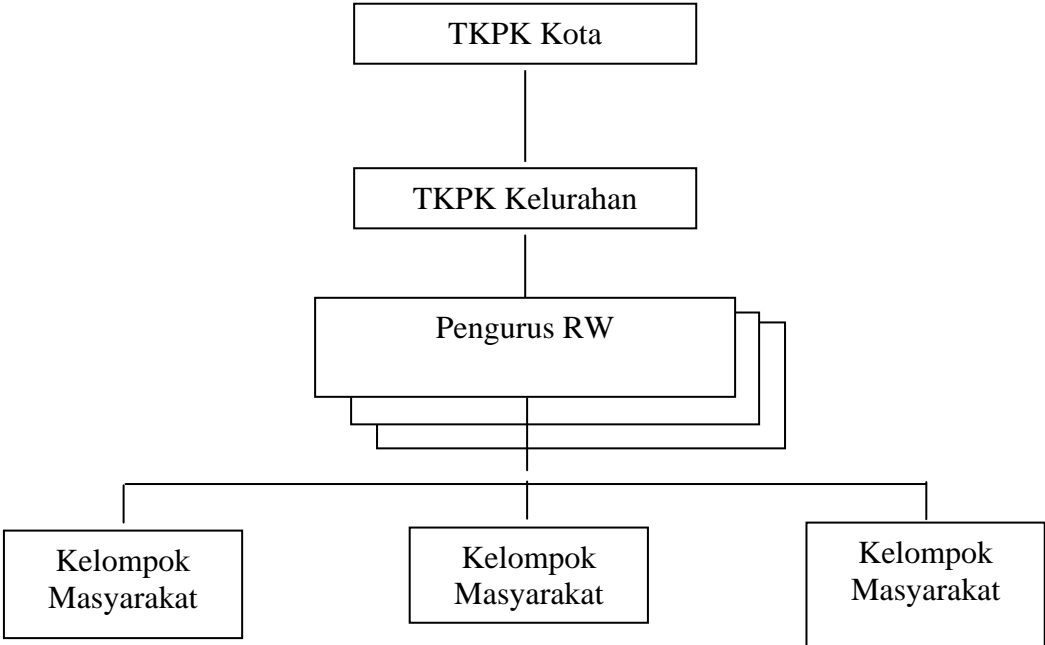 TKPK Kota
TKPK Kelurahan
Pengurus RW
Kelompok
Masyarakat
Kelompok
Masyarakat
Kelompok
Masyarakat